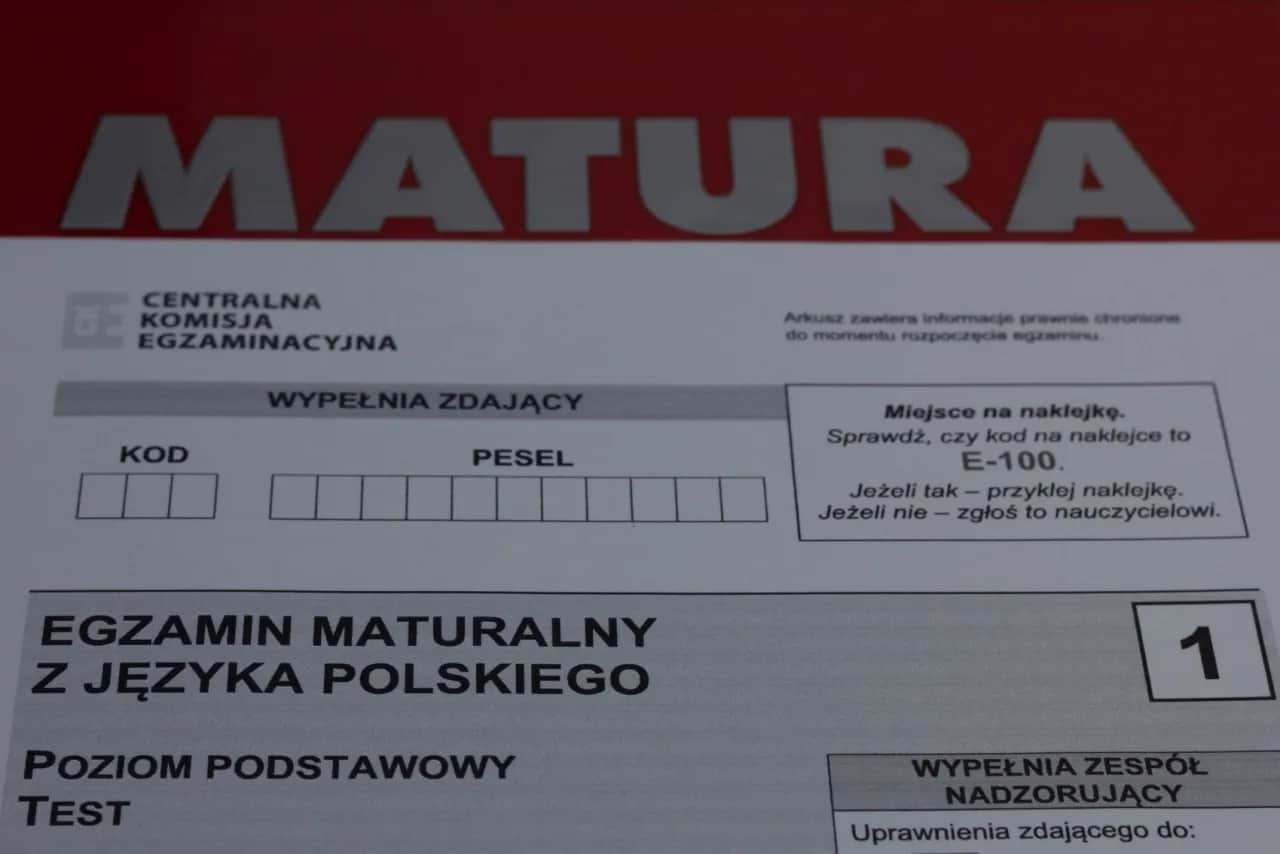 MATURA
CENTRALNA
KOMISJA
EGZAMINACYJNA
Arkusz zawiera informacje prawnie chronione
do momentu rozpoczęcia egzaminu.
WYPEŁNIA ZDAJĄCY
KOD
PESEL
Miejsce na naklejkę.
Sprawdź, czy kod na naklejce to
E-100.
Jeżeli tak – przyklej naklejkę.
Jeżeli nie – zgłoś to nauczycielowi.
EGZAMIN MATURALNY
Z JĘZYKA POLSKIEGO
1
POZIOM PODSTAWOWY
TEST
WYPEŁNIA ZESPÓŁ
NADZORUJĄCY
Uprawnienia zdającego do: